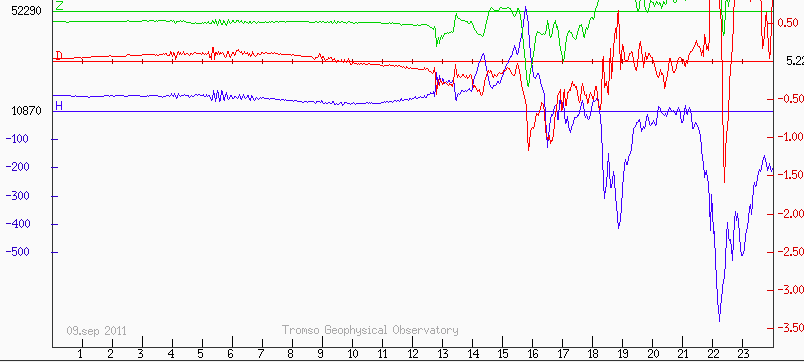 52290 Z 0.50
D 5.22
H -0.50
10870
-100 -1.00
-200 -1.50
-300 -2.00
-400 -2.50
-500 -3.00
-3.50
09.sep 2011 Tromso Geophysical Observatory
1 2 3 4 5 6 7 8 9 10 11 12 13 14 15 16 17 18 19 20 21 22 23